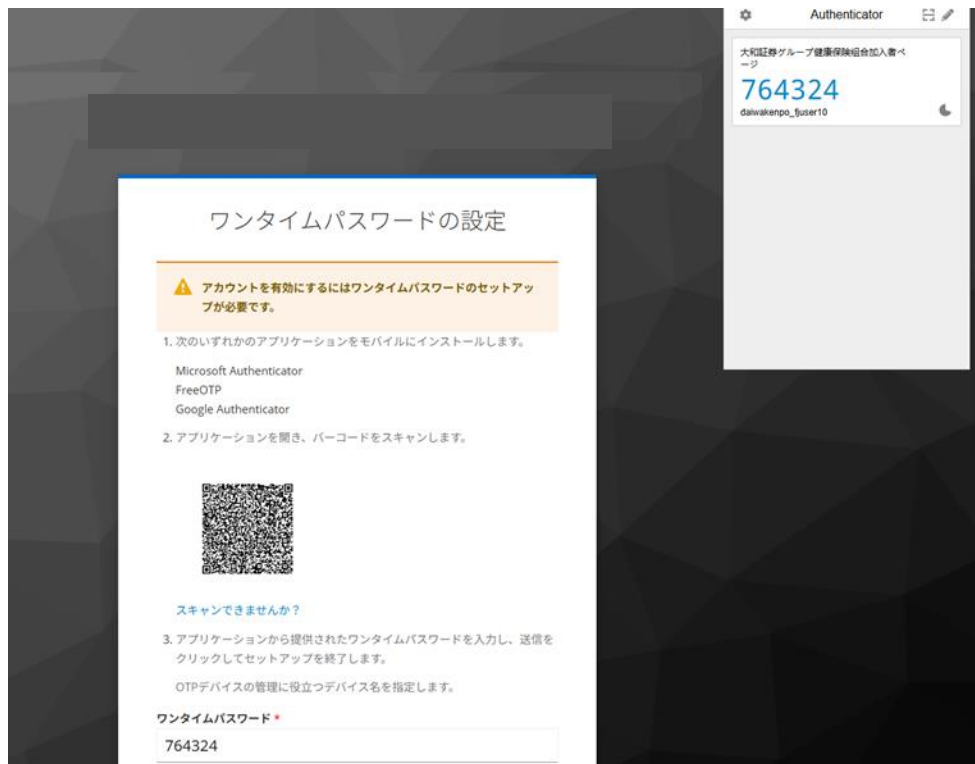 Authenticator
大和証券グループ健康保険組合加入者ペ
ージ
764324
daiwakenpo_fjuser10
ワンタイムパスワードの設定
アカウントを有効にするにはワンタイムパスワードのセットアッ
プが必要です。
1. 次のいずれかのアプリケーションをモバイルにインストールします。
Microsoft Authenticator
FreeOTP
Google Authenticator
2. アプリケーションを開き、バーコードをスキャンします。
スキャンできませんか？
3. アプリケーションから提供されたワンタイムパスワードを入力し、送信を
クリックしてセットアップを終了します。
OTPデバイスの管理に役立つデバイス名を指定します。
ワンタイムパスワード *
764324